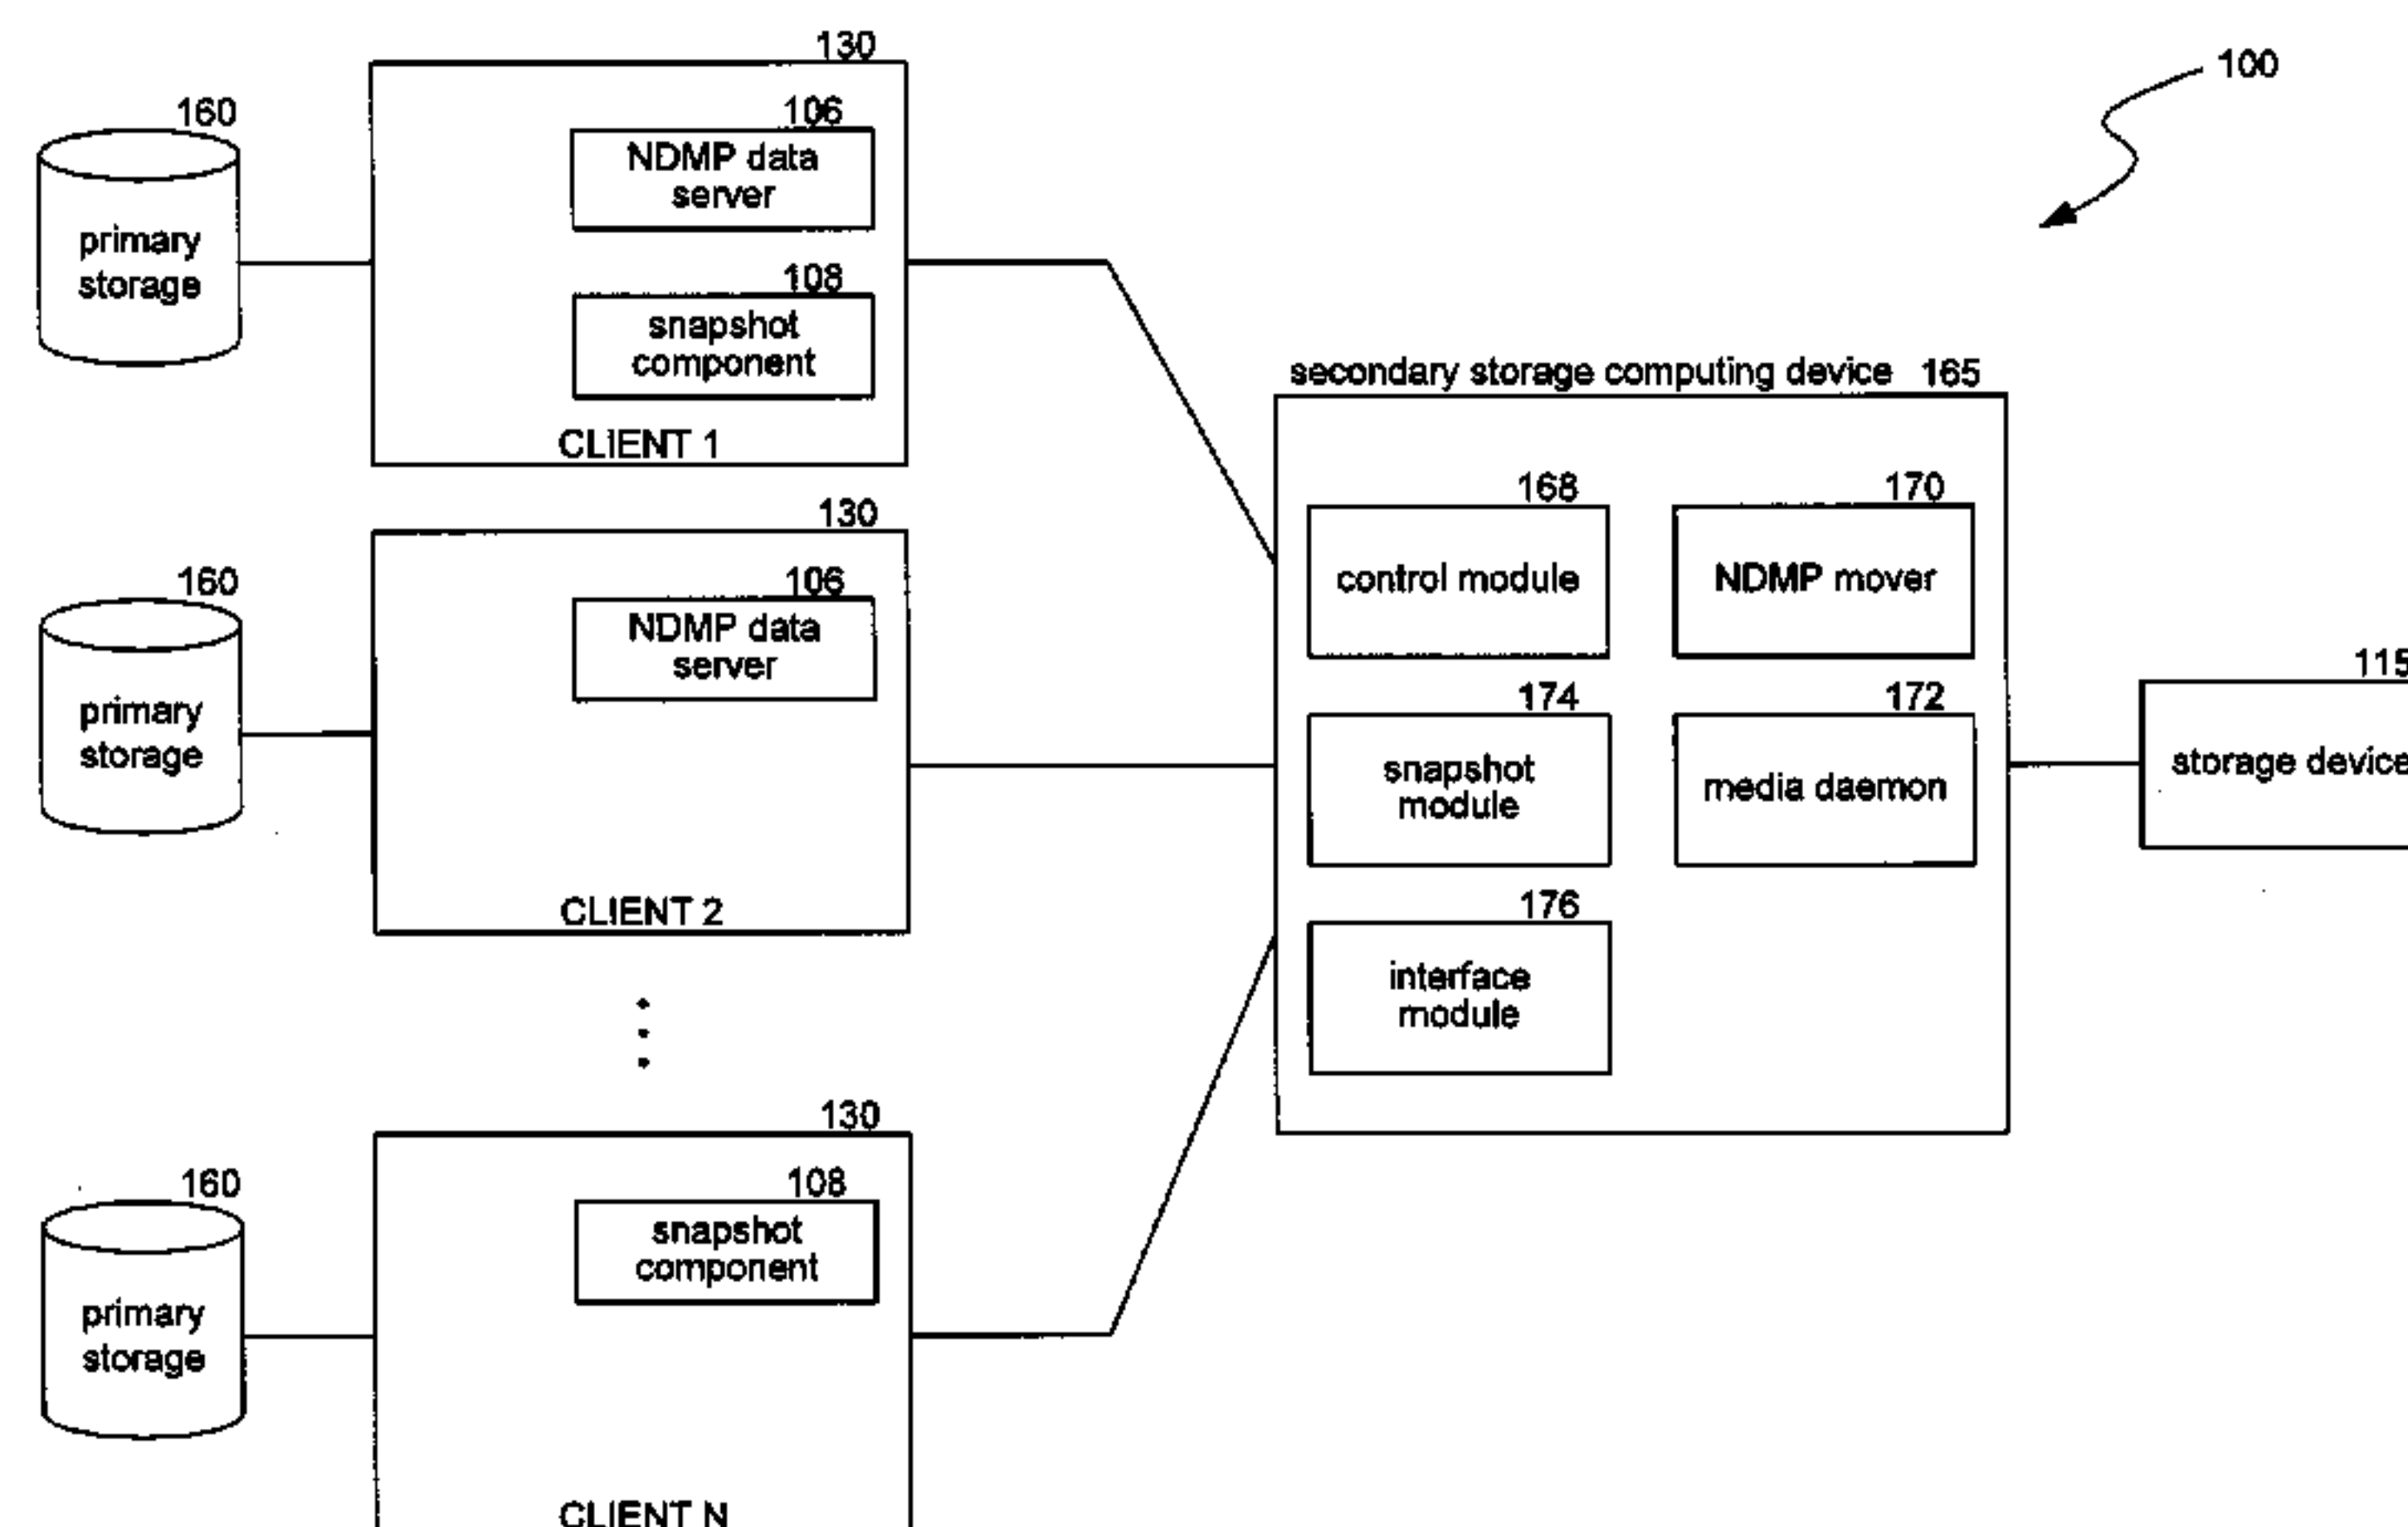 130
100
160
106
NDMP data
server
primary
storage
108
snapshot
component
CLIENT 1
secondary storage computing device 165
130
168
170
160
106
NDMP data
server
control module
NDMP mover
primary
storage
174
172
115
snapshot
module
media daemon
storage device
CLIENT 2
176
interface
module
130
160
108
snapshot
component
primary
storage
CLIENT N